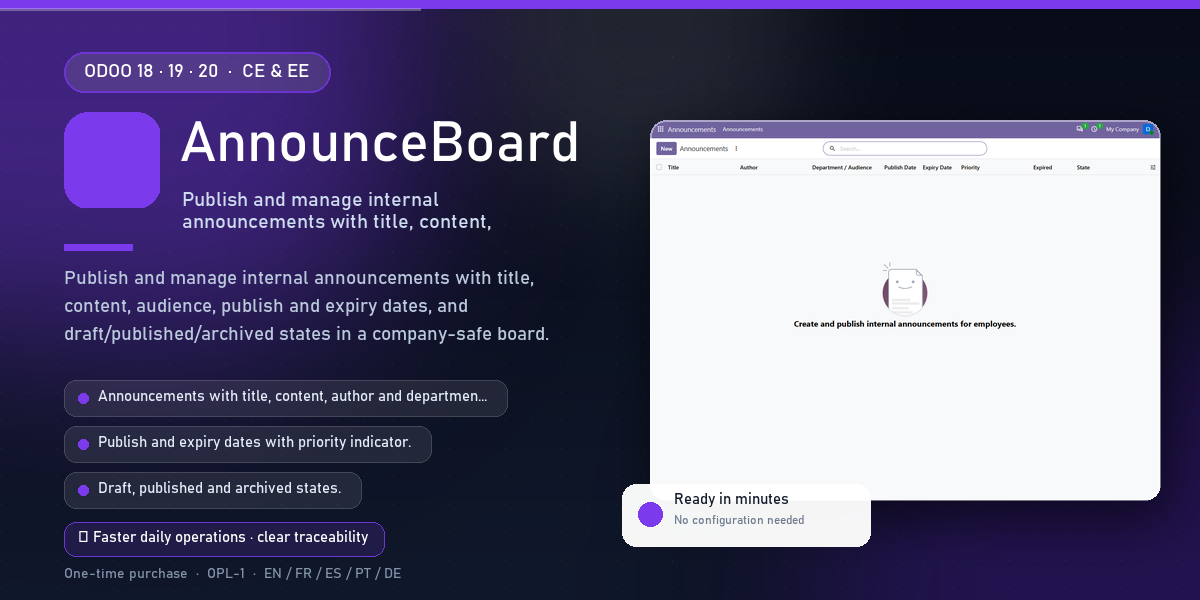 ODOO 18 · 19 · 20 · CE & EE
AnnounceBoard
Publish and manage internal
announcements with title, content,
Publish and manage internal announcements with title,
content, audience, publish and expiry dates, and
draft/published/archived states in a company-safe board.
Announcements with title, content, author and departmen...
Publish and expiry dates with priority indicator.
Draft, published and archived states.
Faster daily operations · clear traceability
One-time purchase · OPL-1 · EN / FR / ES / PT / DE
Announcements Announcements My Company D
New Announcements Search...
Title Author Department / Audience Publish Date Expiry Date Priority Expired State
Create and publish internal announcements for employees.
Ready in minutes
No configuration needed